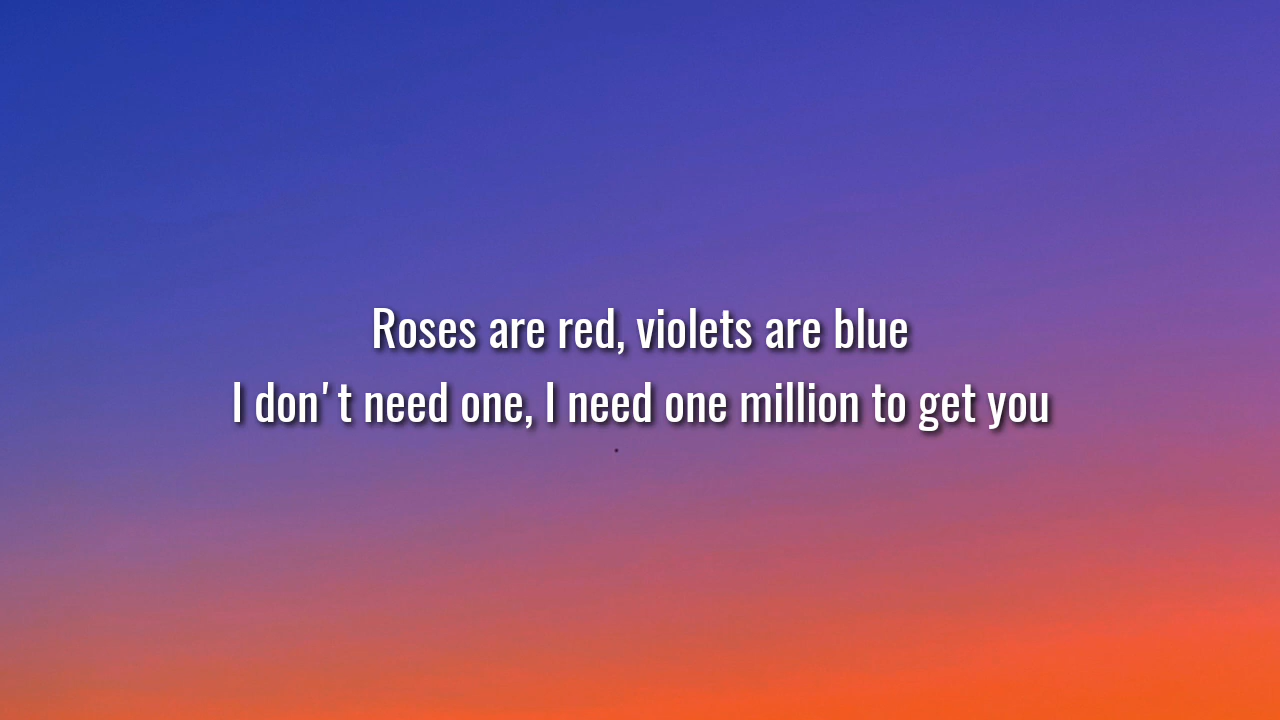 Roses are red, violets are blue
I don't need one, I need one million to get you